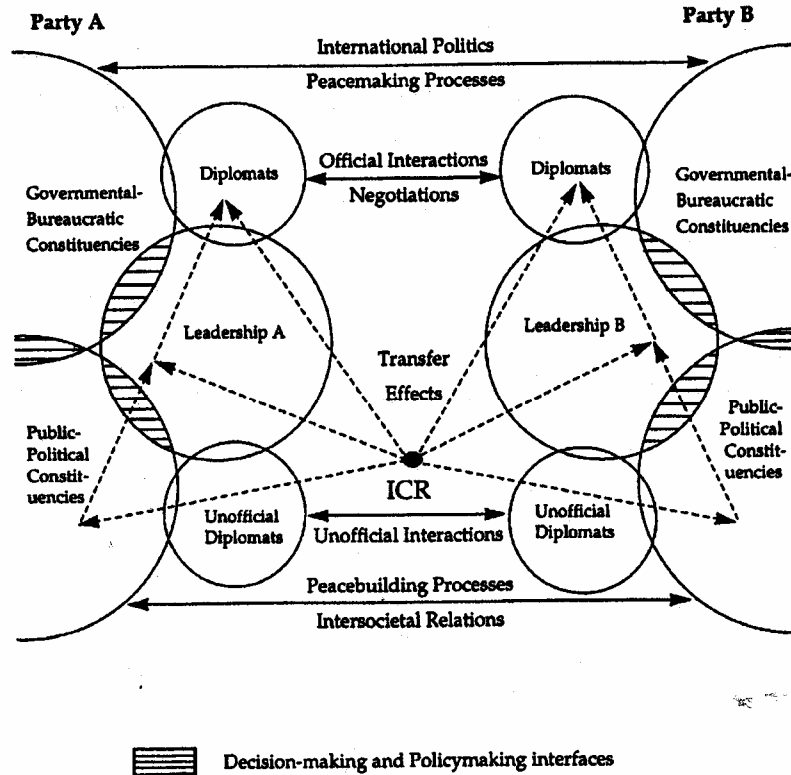 Party A
Party B
International Politics
Peacemaking Processes
Diplomats
Official Interactions
Negotiations
Diplomats
Governmental-
Bureaucratic
Constituencies
Governmental-
Bureaucratic
Constituencies
Leadership A
Transfer
Effects
Leadership B
Public-
Political
Constit-
uencies
Public-
Political
Constit-
uencies
ICR
Unofficial
Diplomats
Unofficial Interactions
Unofficial
Diplomats
Peacebuilding Processes
Intersocietal Relations
Decision-making and Policymaking interfaces